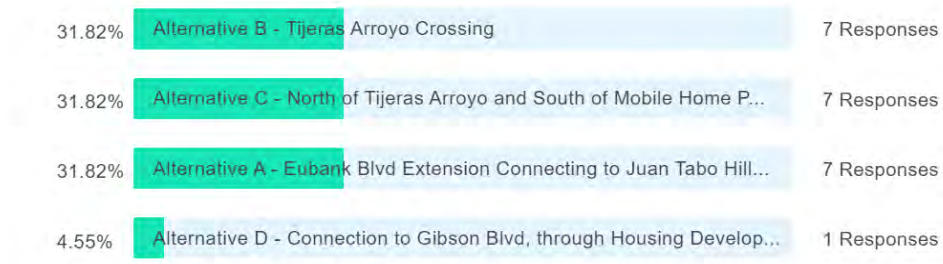 31.82% Alternative B - Tijeras Arroyo Crossing 7 Responses
31.82% Alternative C - North of Tijeras Arroyo and South of Mobile Home P... 7 Responses
31.82% Alternative A - Eubank Blvd Extension Connecting to Juan Tabo Hill... 7 Responses
4.55% Alternative D - Connection to Gibson Blvd, through Housing Develop... 1 Responses